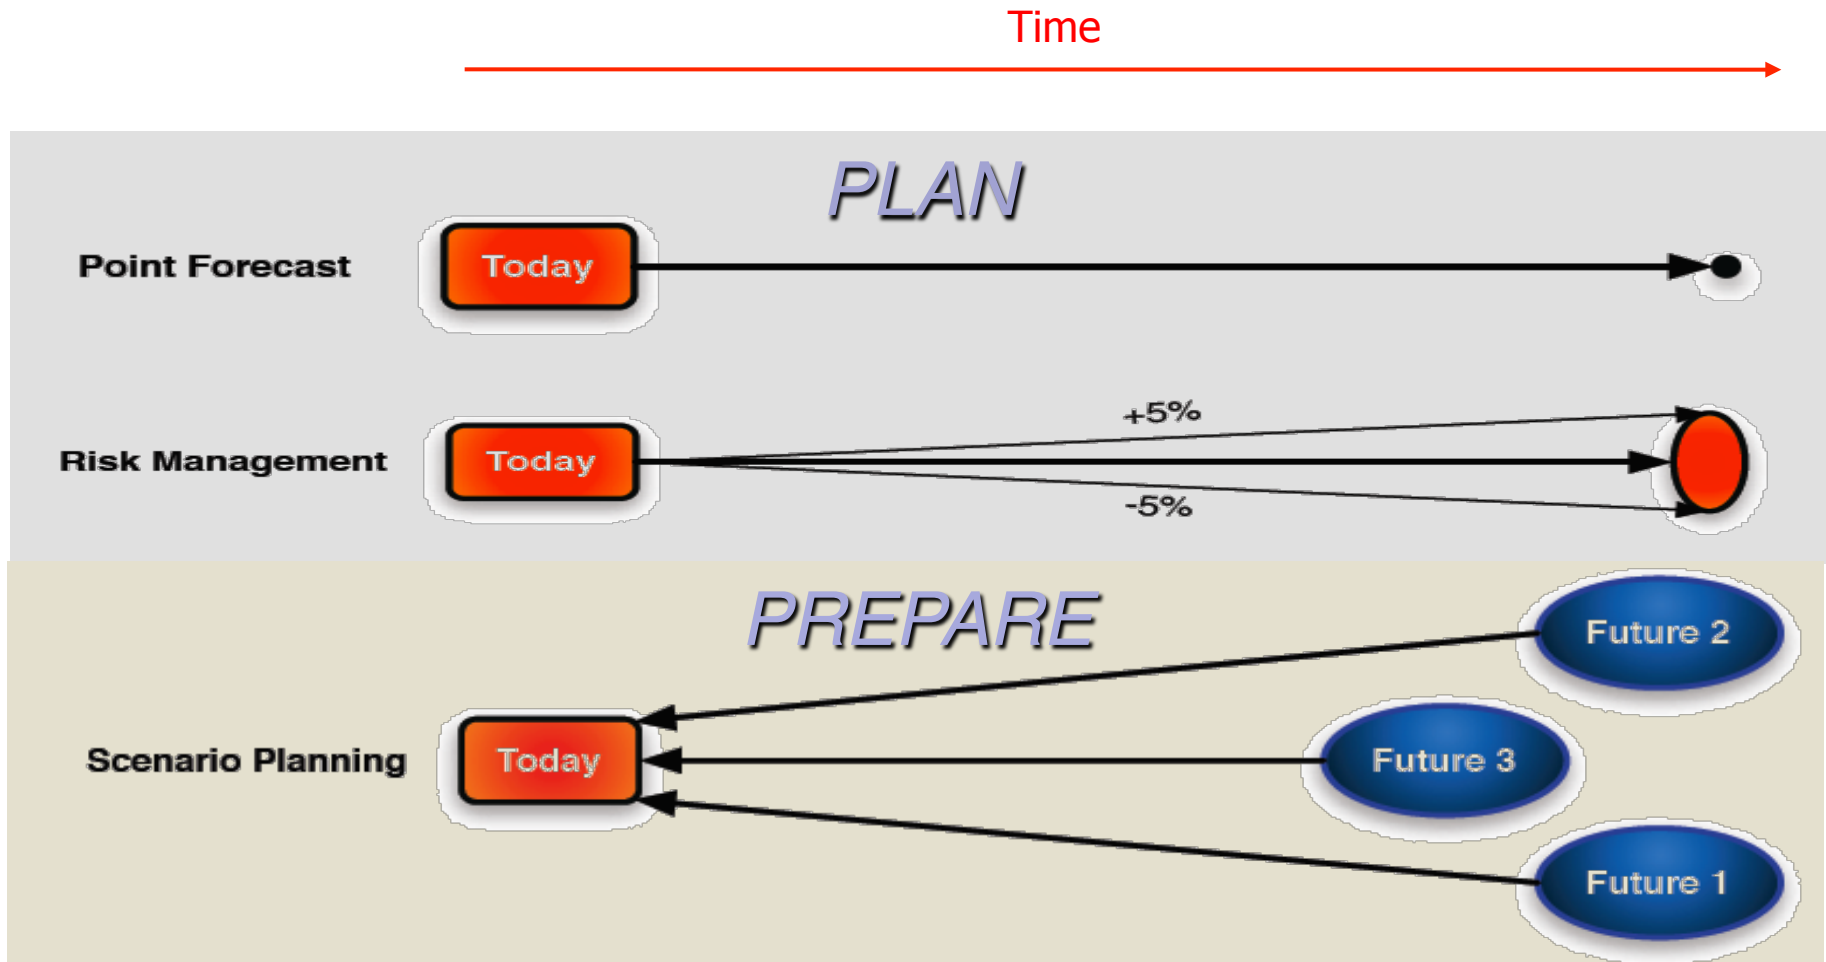 Time
PLAN
Point Forecast
Today
+5%
Risk Management
Today
-5%
PREPARE
Future 2
Scenario Planning
Today
Future 3
Future 1